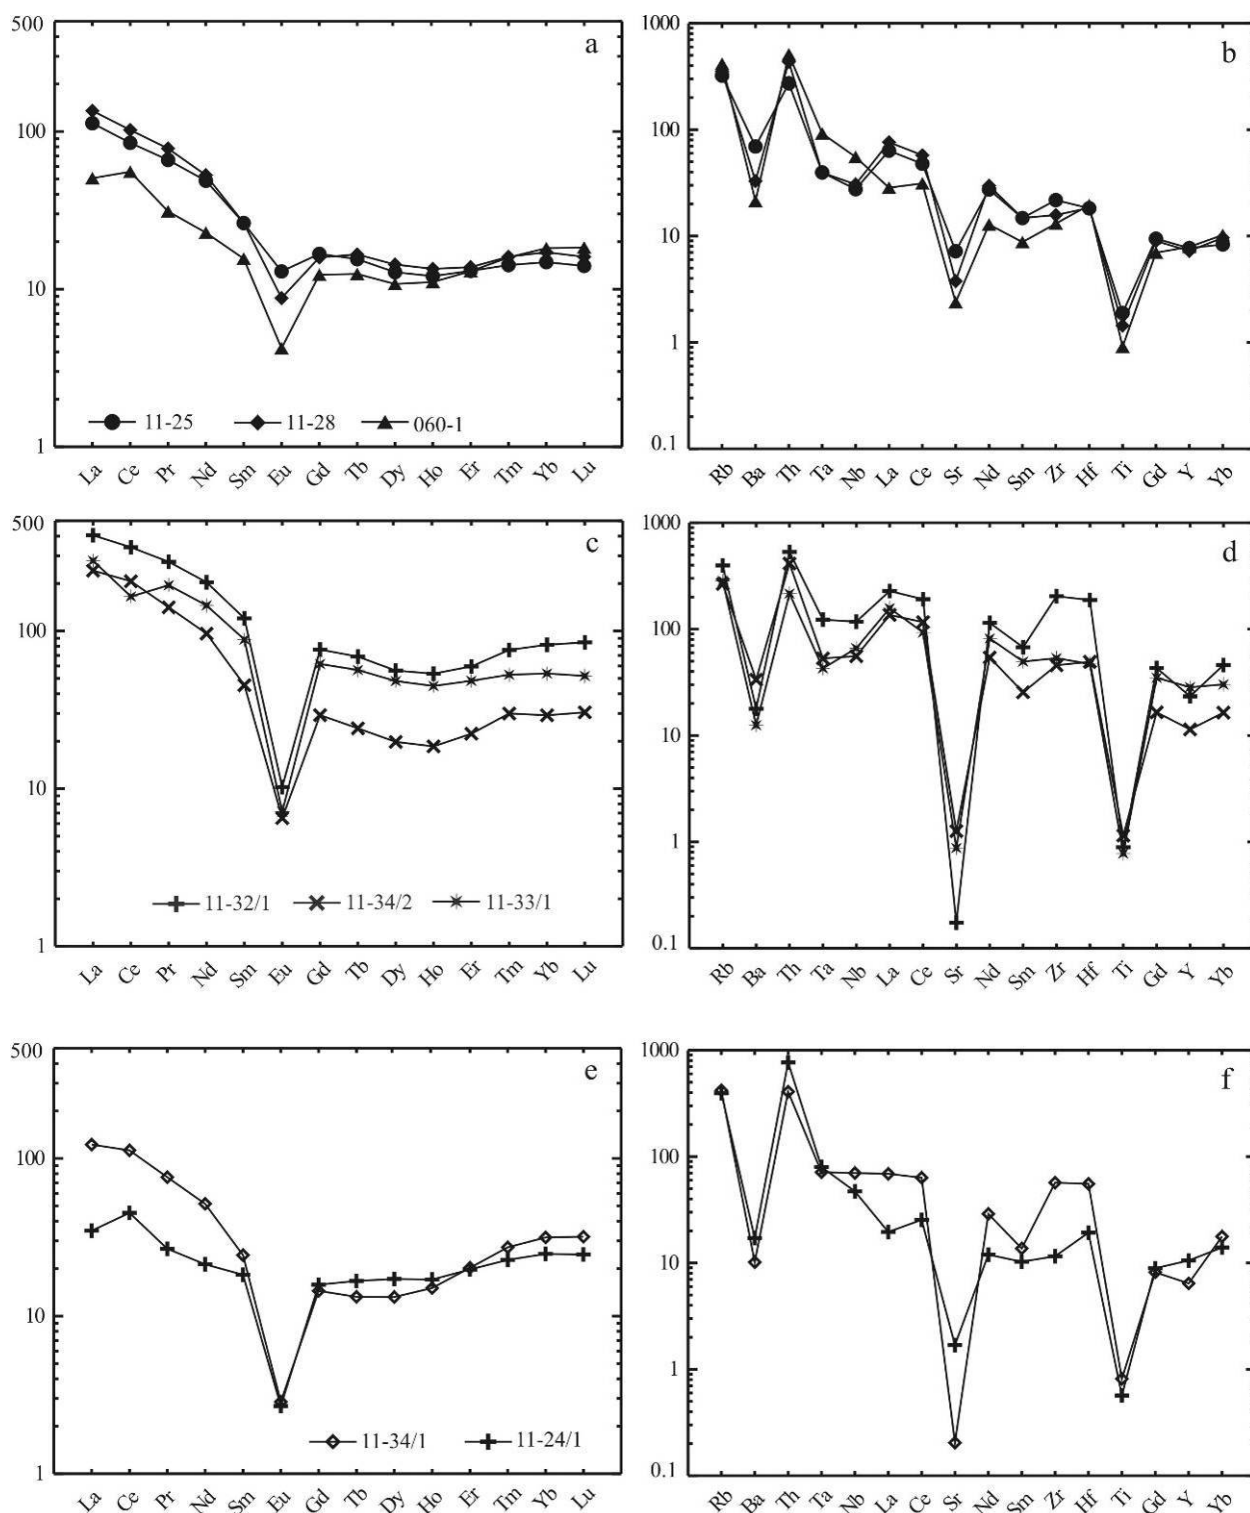 500
a
100
10
1
11-25 11-28 060-1
La Ce Pr Nd Sm Eu Gd Tb Dy Ho Er Tm Yb Lu
1000
b
100
10
1
0.1
Rb Ba Th Ta Nb La Ce Sr Nd Sm Zr Hf Ti Gd Y Yb
500
c
100
10
1
11-32/1 11-34/2 11-33/1
La Ce Pr Nd Sm Eu Gd Tb Dy Ho Er Tm Yb Lu
1000
d
100
10
1
0.1
Rb Ba Th Ta Nb La Ce Sr Nd Sm Zr Hf Ti Gd Y Yb
500
e
100
10
1
11-34/1 11-24/1
La Ce Pr Nd Sm Eu Gd Tb Dy Ho Er Tm Yb Lu
1000
f
100
10
1
0.1
Rb Ba Th Ta Nb La Ce Sr Nd Sm Zr Hf Ti Gd Y Yb